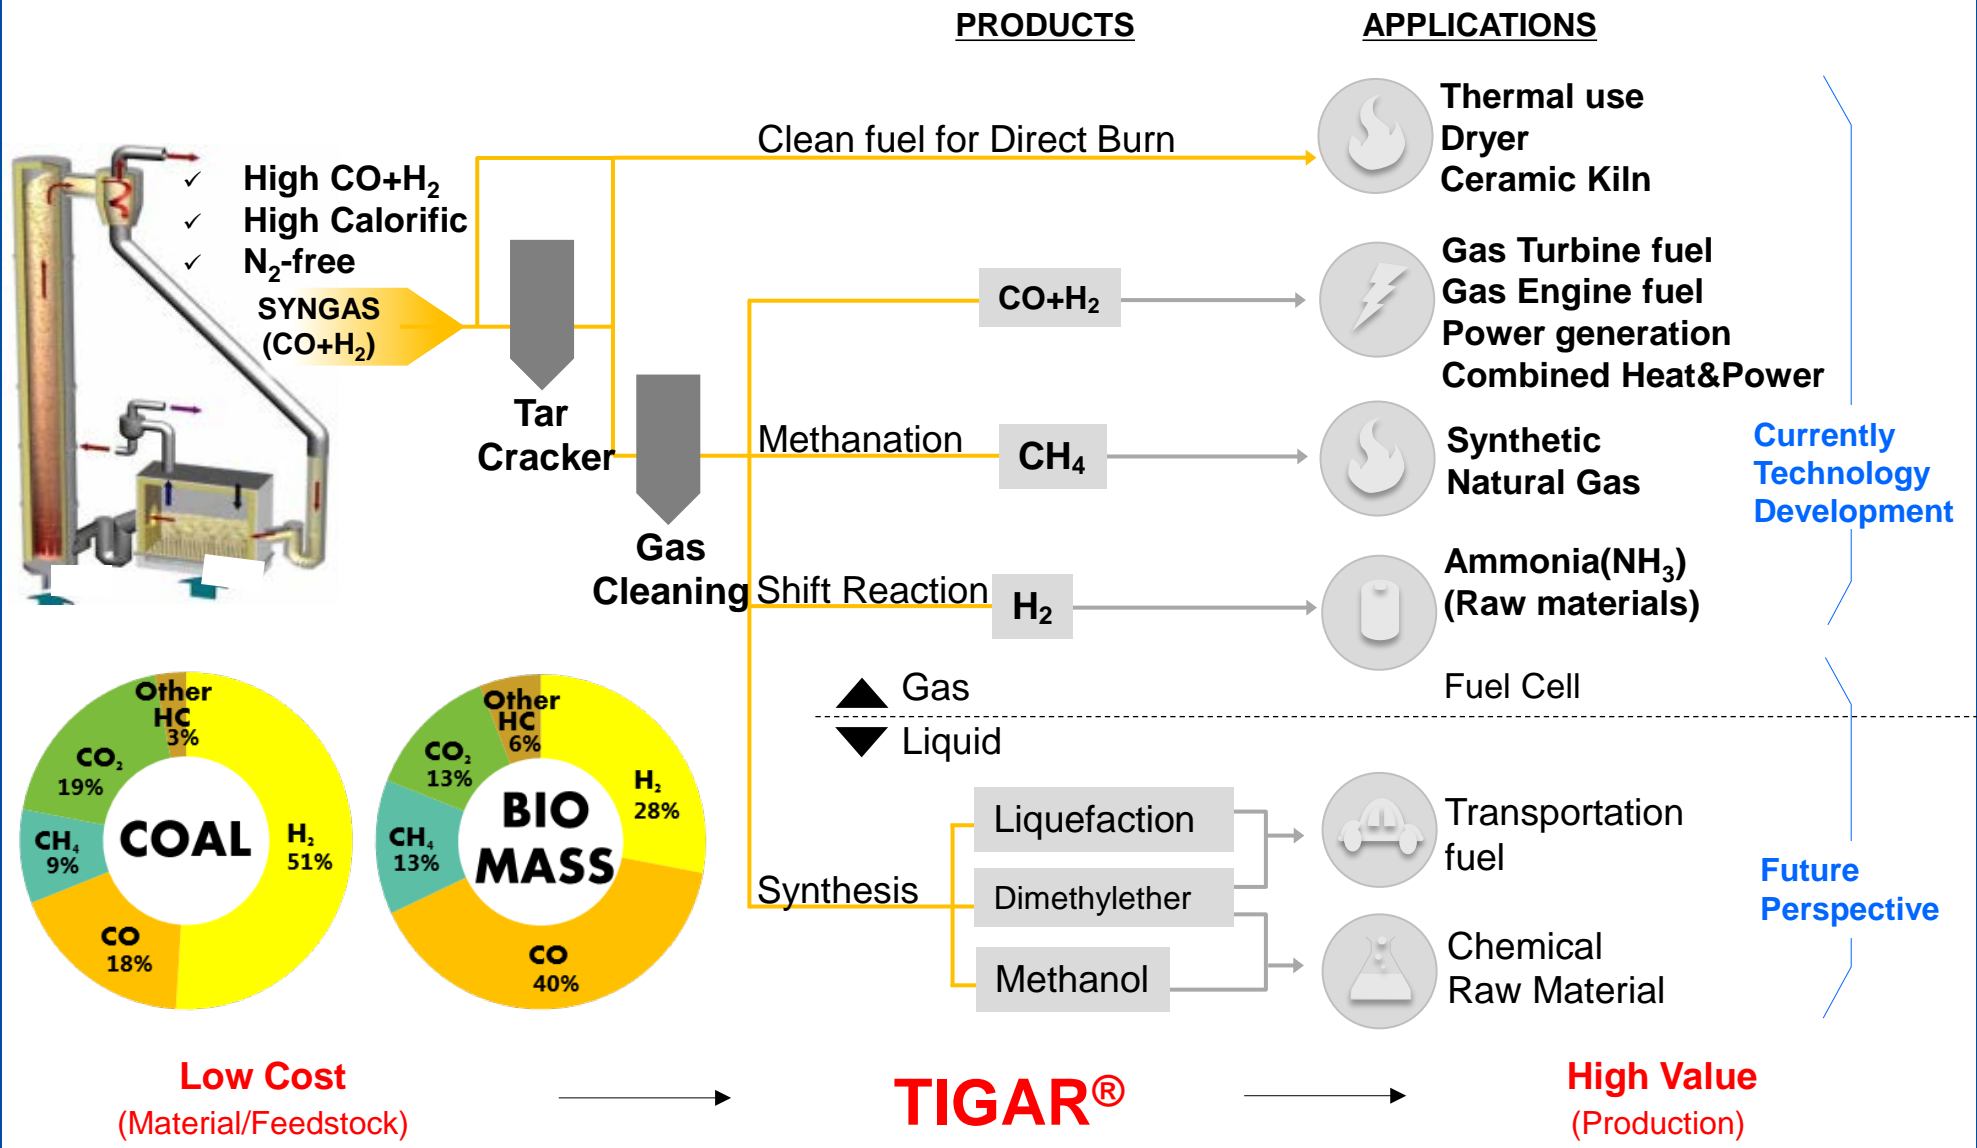 PRODUCTS
APPLICATIONS
✓ High CO+H₂
✓ High Calorific
✓ N₂-free
SYNGAS
(CO+H₂)
Tar
Cracker
Gas
Cleaning
Clean fuel for Direct Burn
Thermal use
Dryer
Ceramic Kiln
CO+H₂
Gas Turbine fuel
Gas Engine fuel
Power generation
Combined Heat&Power
Methanation
CH₄
Synthetic
Natural Gas
Shift Reaction
H₂
Ammonia(NH₃)
(Raw materials)
Fuel Cell
Currently
Technology
Development
Gas
Liquid
Synthesis
Liquefaction
Dimethylether
Methanol
Transportation
fuel
Chemical
Raw Material
Future
Perspective
COAL
Other
HC
3%
H₂
51%
CO
18%
CH₄
9%
CO₂
19%
BIO
MASS
Other
HC
6%
H₂
28%
CO
40%
CH₄
13%
CO₂
13%
Low Cost
(Material/Feedstock)
TIGAR®
High Value
(Production)